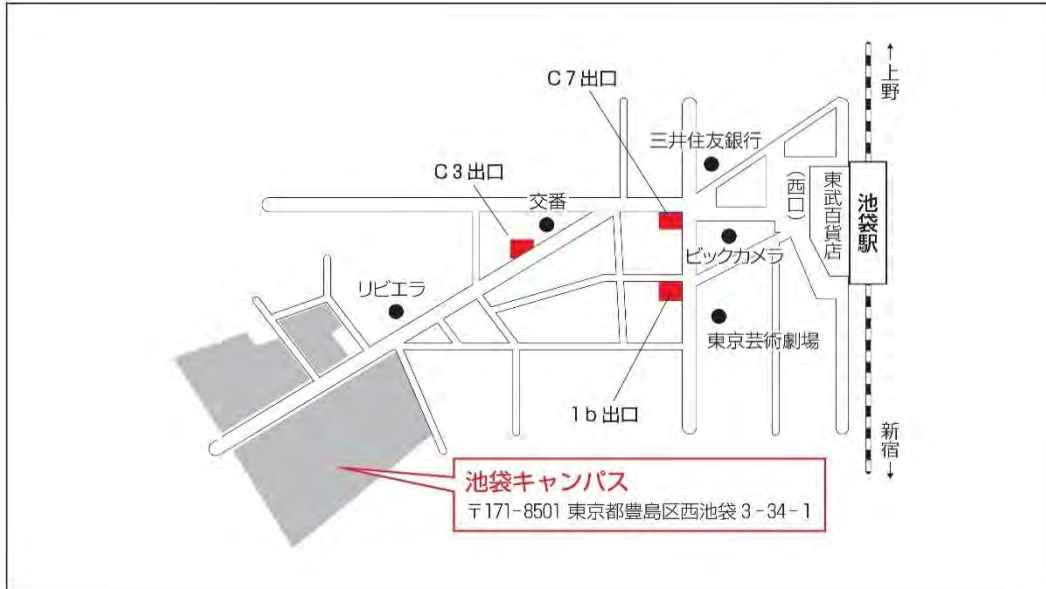 ←上野
C7出口
三井住友銀行
C3出口
交番
(西口)
東武百貨店
池袋駅
ビックカメラ
リビエラ
東京芸術劇場
1b出口
新宿→
池袋キャンパス
〒171-8501 東京都豊島区西池袋3-34-1